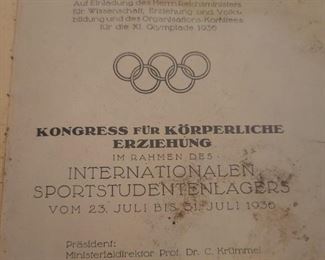 Auf Einladung des Herrn Reichsministers
für Wissenschaft, Erziehung und Volks-
bildung und des Organisations-Komitees
für die XI. Olympiade 1936
KONGRESS FÜR KÖRPERLICHE
ERZIEHUNG
IM RAHMEN DES
INTERNATIONALEN
SPORTSTUDENTENLAGERS
VOM 23. JULI BIS 31. JULI 1936
Präsident:
Ministerialdirektor Prof. Dr. C. Krümmel